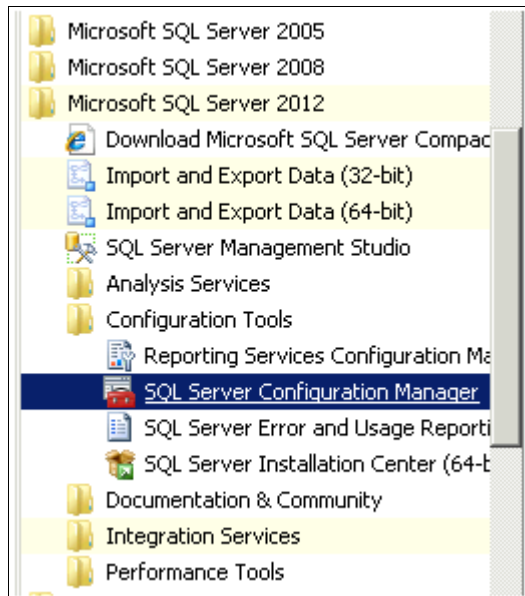 Microsoft SQL Server 2005
Microsoft SQL Server 2008
Microsoft SQL Server 2012
Download Microsoft SQL Server Compac
Import and Export Data (32-bit)
Import and Export Data (64-bit)
SQL Server Management Studio
Analysis Services
Configuration Tools
Reporting Services Configuration Ma
SQL Server Configuration Manager
SQL Server Error and Usage Reporti
SQL Server Installation Center (64-b
Documentation & Community
Integration Services
Performance Tools